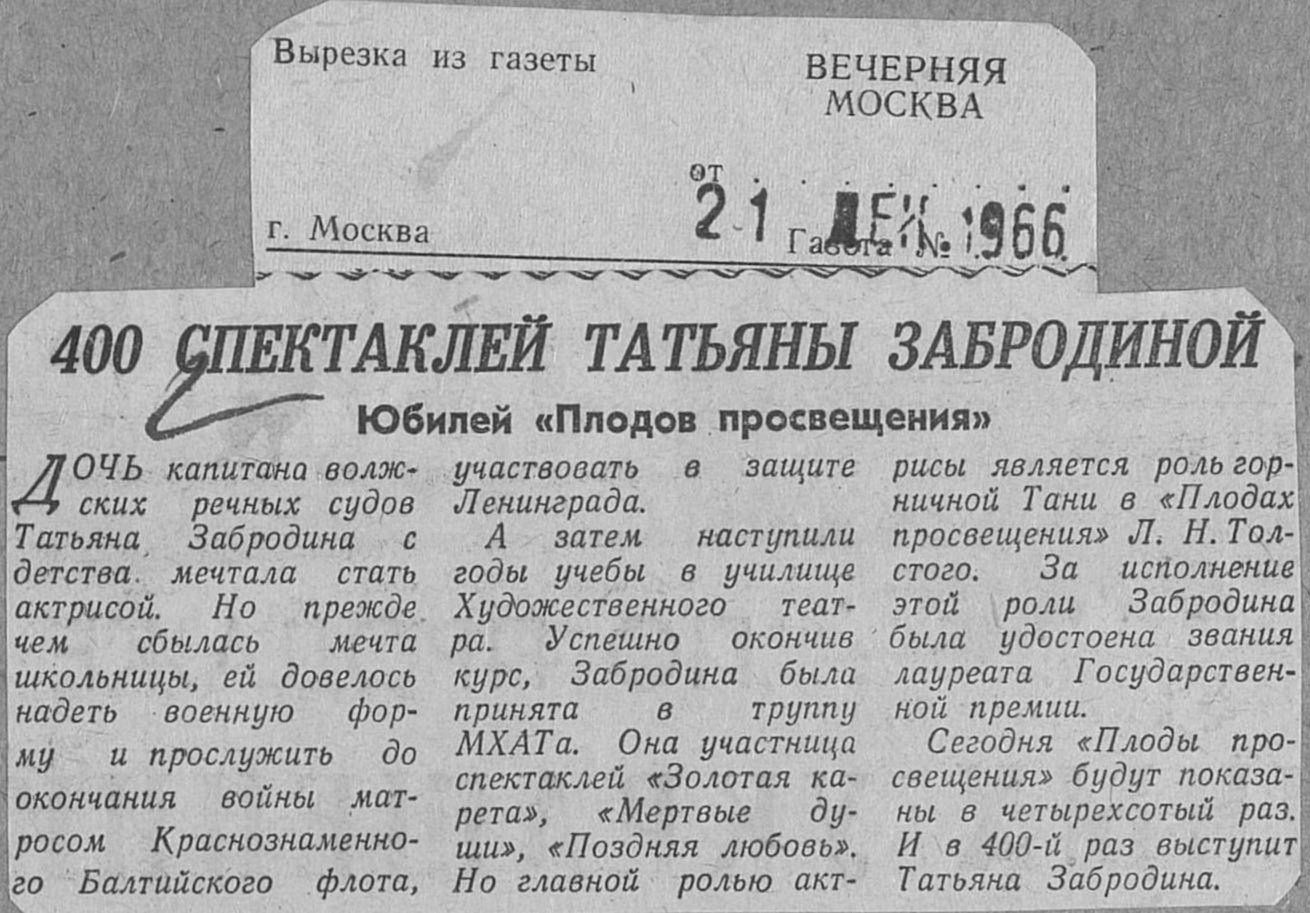 Вырезка из газеты
ВЕЧЕРНЯЯ
МОСКВА
от
21 ДЕК 1966
г. Москва
Газета №
400 СПЕКТАКЛЕЙ ТАТЬЯНЫ ЗАБРОДИНОЙ
Юбилей «Плодов просвещения»
ДОЧЬ капитана волж-
ских речных судов
Татьяна Забродина с
детства мечтала стать
актрисой. Но прежде
чем сбылась мечта
школьницы, ей довелось
надеть военную фор-
му и прослужить до
окончания войны мат-
росом Краснознаменно-
го Балтийского флота,
участвовать в защите
Ленинграда.
А затем наступили
годы учебы в училище
Художественного теат-
ра. Успешно окончив
курс, Забродина была
принята в труппу
МХАТа. Она участница
спектаклей «Золотая ка-
рета», «Мертвые ду-
ши», «Поздняя любовь».
Но главной ролью акт-
рисы является роль гор-
ничной Тани в «Плодах
просвещения» Л. Н. Тол-
стого. За исполнение
этой роли Забродина
была удостоена звания
лауреата Государствен-
ной премии.
Сегодня «Плоды про-
свещения» будут показа-
ны в четырехсотый раз.
И в 400-й раз выступит
Татьяна Забродина.